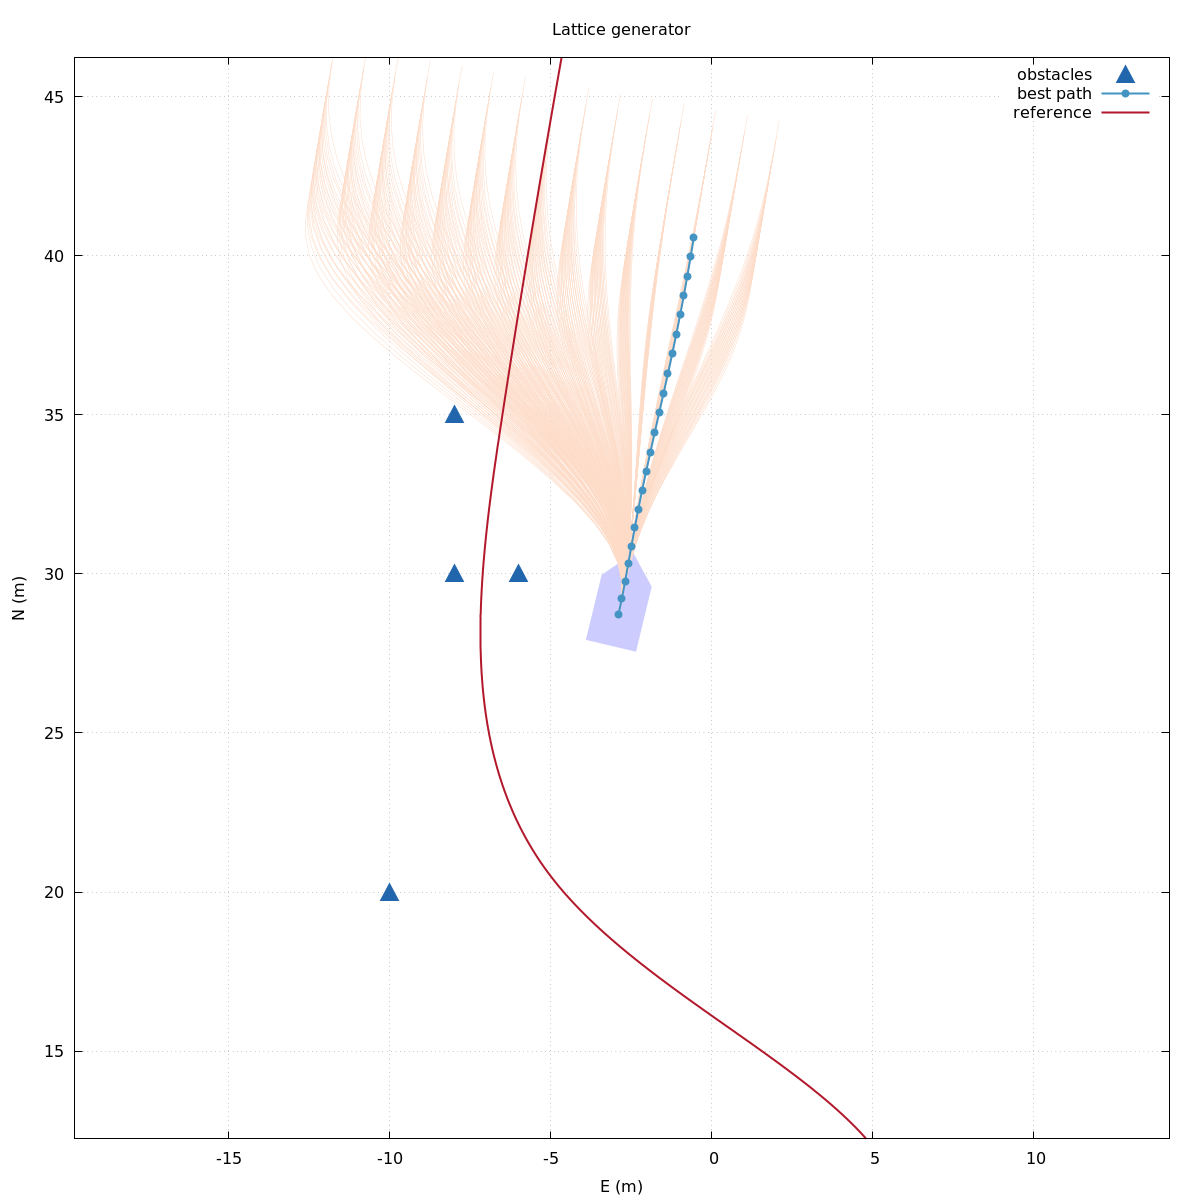 Lattice generator
obstacles
best path
reference
45
40
35
30
25
20
15
N (m)
-15 -10 -5 0 5 10
E (m)